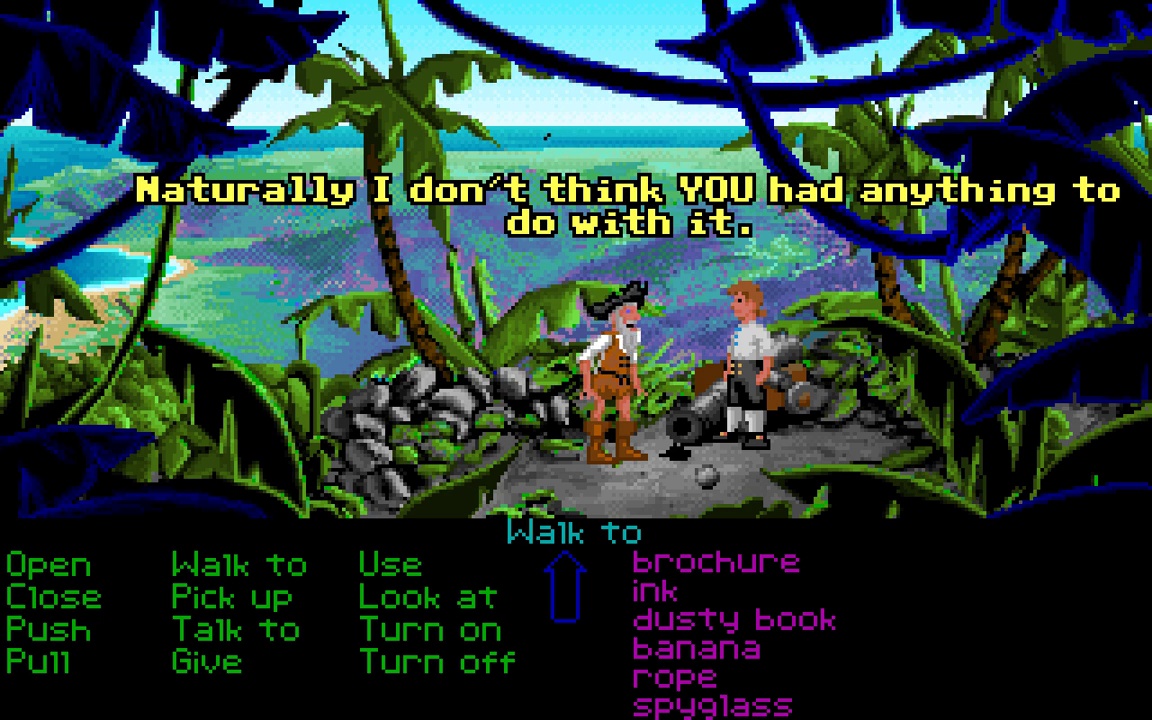 Naturally I don't think YOU had anything to
do with it.
Walk to
Open Walk to Use
Close Pick up Look at
Push Talk to Turn on
Pull Give Turn off
brochure
ink
dusty book
banana
rope
spyglass